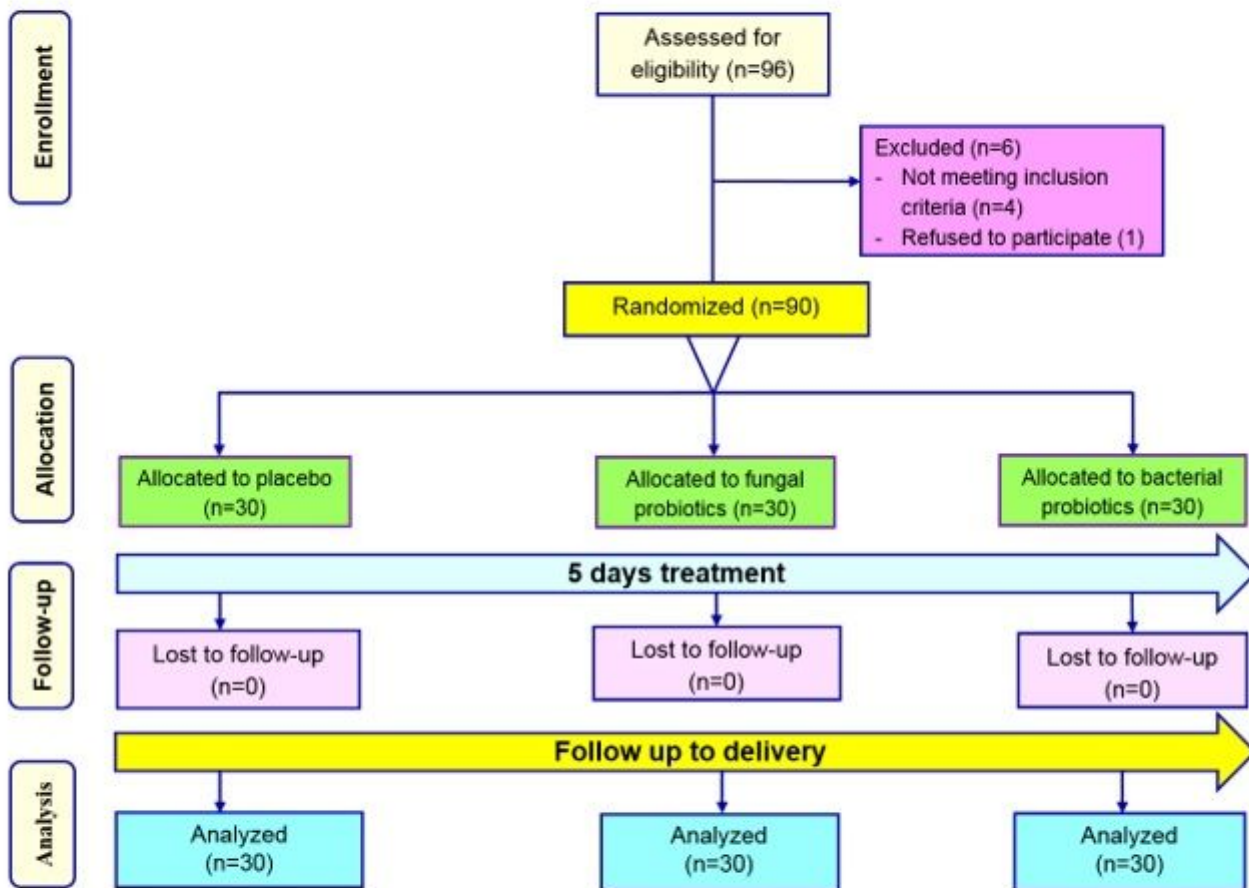 Enrollment
Assessed for
eligibility (n=96)
Excluded (n=6)
- Not meeting inclusion
criteria (n=4)
- Refused to participate (1)
Randomized (n=90)
Allocation
Allocated to placebo
(n=30)
Allocated to fungal
probiotics (n=30)
Allocated to bacterial
probiotics (n=30)
5 days treatment
Follow-up
Lost to follow-up
(n=0)
Lost to follow-up
(n=0)
Lost to follow-up
(n=0)
Follow up to delivery
Analysis
Analyzed
(n=30)
Analyzed
(n=30)
Analyzed
(n=30)